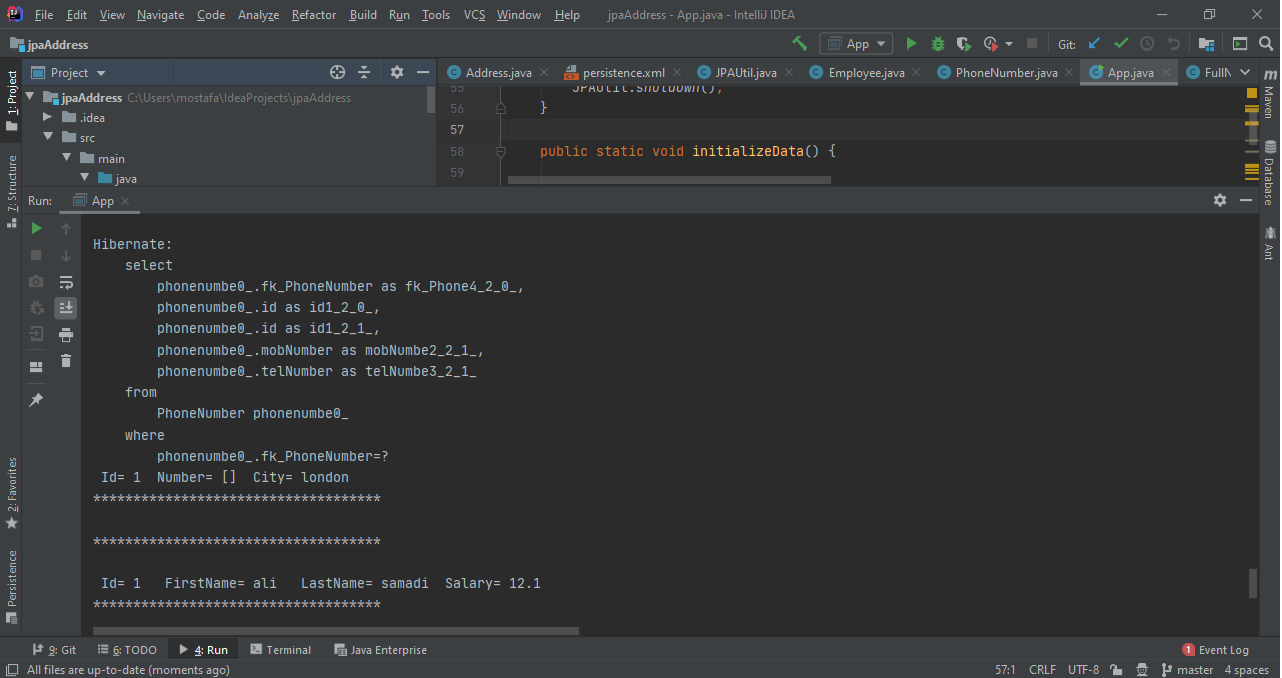 File Edit View Navigate Code Analyze Refactor Build Run Tools VCS Window Help jpaAddress - App.java - IntelliJ IDEA
jpaAddress App Git:
1: Project
Project
Address.java persistence.xml JPAUtil.java Employee.java PhoneNumber.java App.java FullN
jpaAddress C:\Users\mostafa\IdeaProjects\jpaAddress
.idea
src
main
java
55 JPAUtil.shutdown();
56 }
57
58 public static void initializeData() {
59
Maven
Database
Ant
7: Structure
2: Favorites
Persistence
Run: App
Hibernate:
select
phonenumbe0_.fk_PhoneNumber as fk_Phone4_2_0_,
phonenumbe0_.id as id1_2_0_,
phonenumbe0_.id as id1_2_1_,
phonenumbe0_.mobNumber as mobNumbe2_2_1_,
phonenumbe0_.telNumber as telNumbe3_2_1_
from
PhoneNumber phonenumbe0_
where
phonenumbe0_.fk_PhoneNumber=?
Id= 1 Number= [] City= london
************************************
************************************
Id= 1 FirstName= ali LastName= samadi Salary= 12.1
************************************
9: Git 6: TODO 4: Run Terminal Java Enterprise 1 Event Log
All files are up-to-date (moments ago) 57:1 CRLF UTF-8 master 4 spaces